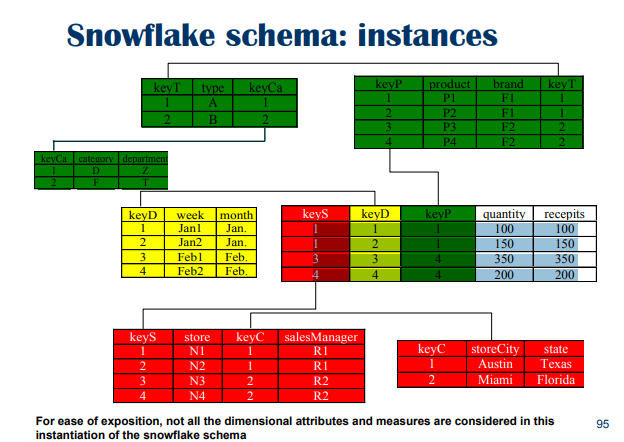 Snowflake schema: instances
keyT type keyCa
1 A 1
2 B 2
keyP product brand keyT
1 P1 F1 1
2 P2 F1 1
3 P3 F2 2
4 P4 F2 2
keyCa category department
1 D Z
2 F T
keyD week month
1 Jan1 Jan.
2 Jan2 Jan.
3 Feb1 Feb.
4 Feb2 Feb.
keyS keyD keyP quantity recepits
1 1 1 100 100
1 2 1 150 150
3 3 4 350 350
4 4 4 200 200
keyS store keyC salesManager
1 N1 1 R1
2 N2 1 R1
3 N3 2 R2
4 N4 2 R2
keyC storeCity state
1 Austin Texas
2 Miami Florida
For ease of exposition, not all the dimensional attributes and measures are considered in this
instantiation of the snowflake schema
95